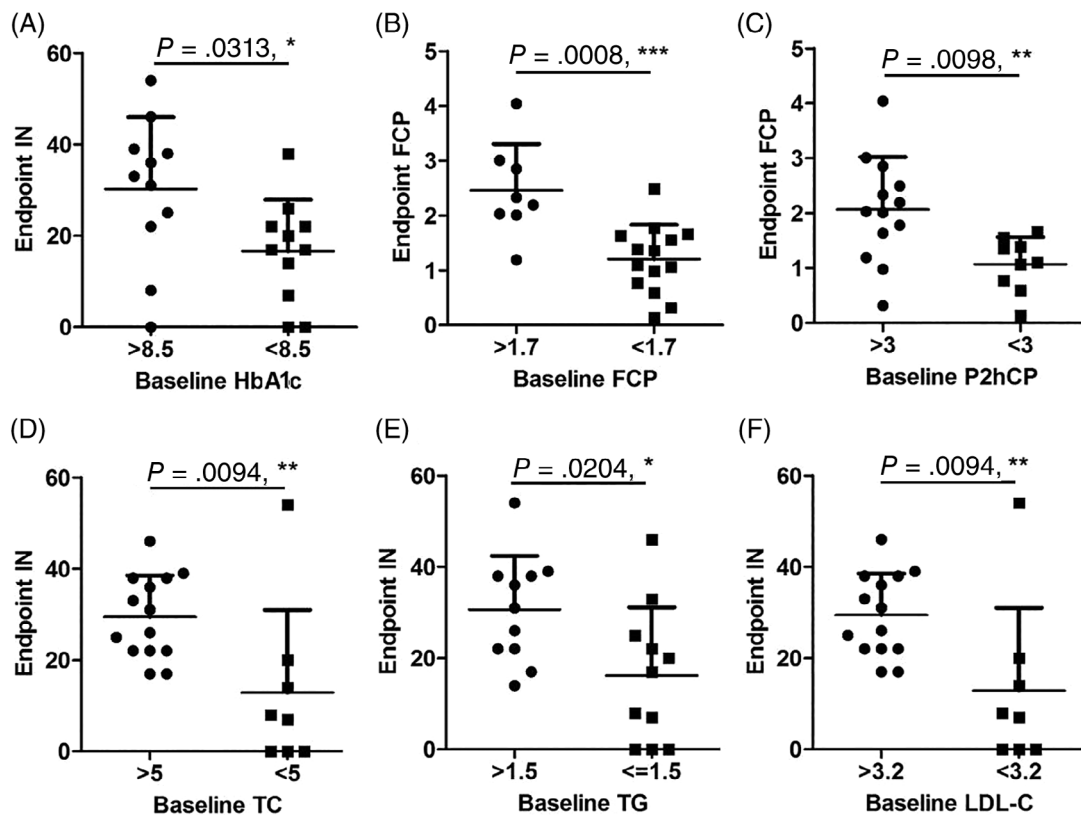 (A)
P = .0313, *
Endpoint IN
60
40
20
0
>8.5
<8.5
Baseline HbA1c
(B)
P = .0008, ***
Endpoint FCP
5
4
3
2
1
0
>1.7
<1.7
Baseline FCP
(C)
P = .0098, **
Endpoint FCP
5
4
3
2
1
0
>3
<3
Baseline P2hCP
(D)
P = .0094, **
Endpoint IN
60
40
20
0
>5
<5
Baseline TC
(E)
P = .0204, *
Endpoint IN
60
40
20
0
>1.5
<=1.5
Baseline TG
(F)
P = .0094, **
Endpoint IN
60
40
20
0
>3.2
<3.2
Baseline LDL-C